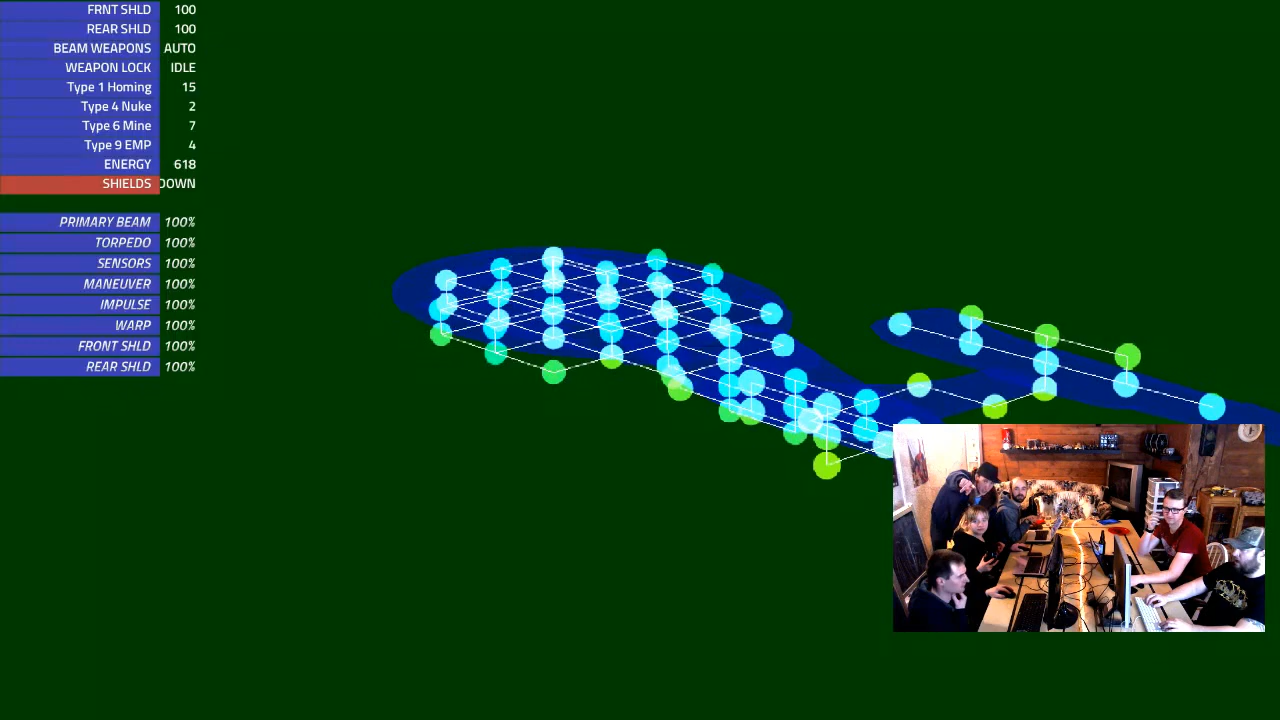 FRNT SHLD 100
REAR SHLD 100
BEAM WEAPONS AUTO
WEAPON LOCK IDLE
Type 1 Homing 15
Type 4 Nuke 2
Type 6 Mine 7
Type 9 EMP 4
ENERGY 618
SHIELDS DOWN
PRIMARY BEAM 100%
TORPEDO 100%
SENSORS 100%
MANEUVER 100%
IMPULSE 100%
WARP 100%
FRONT SHLD 100%
REAR SHLD 100%